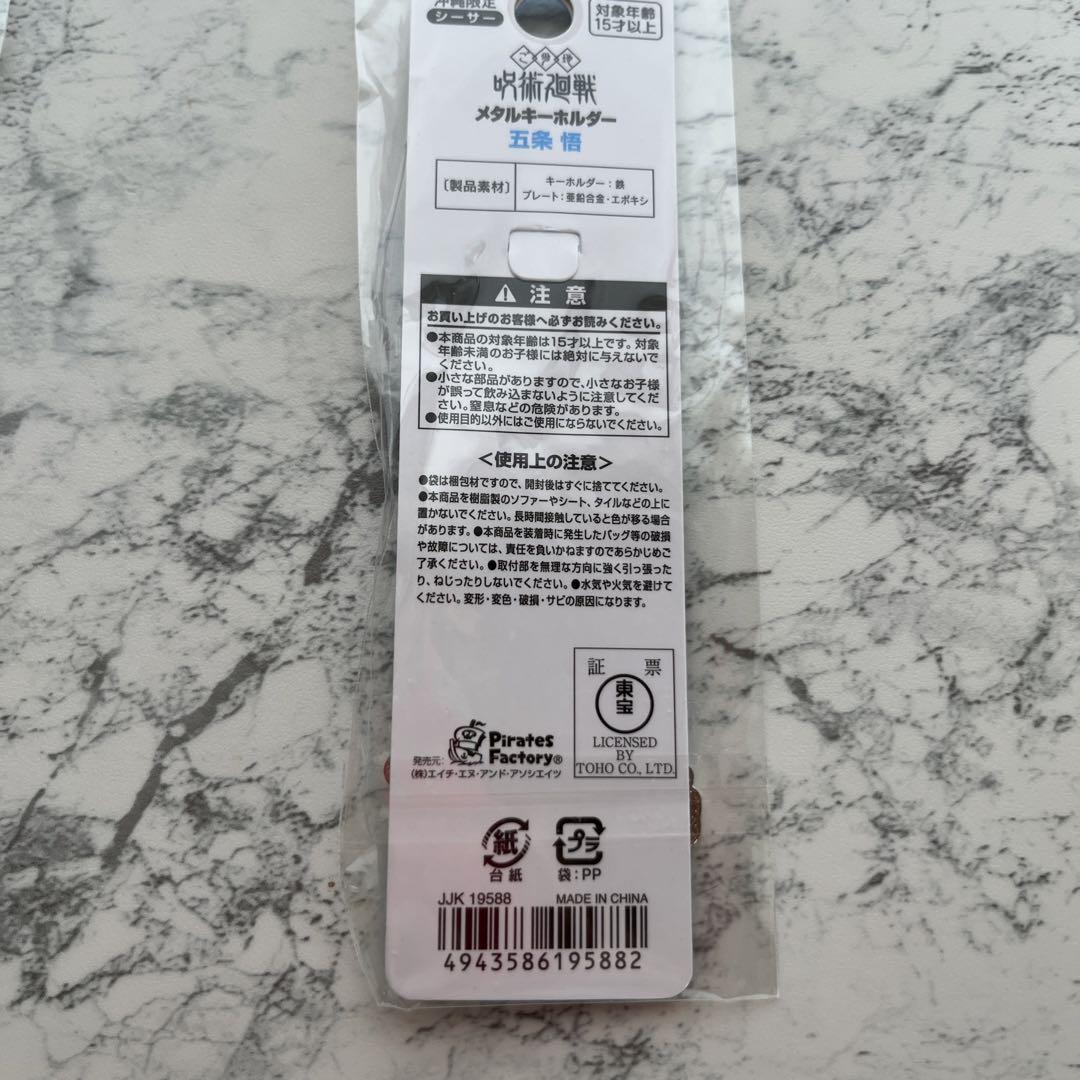 沖縄限定
シーサー
対象年齢
15才以上
ご当地
呪術廻戦
メタルキーホルダー
五条 悟
〔製品素材〕
キーホルダー：鉄
プレート：亜鉛合金・エポキシ
⚠ 注意
お買い上げのお客様へ必ずお読みください。
●本商品の対象年齢は15才以上です。対象
年齢未満のお子様には絶対に与えないで
ください。
●小さな部品がありますので、小さなお子様
が誤って飲み込まないように注意してくだ
さい。窒息などの危険があります。
●使用目的以外にはご使用にならないでください。
＜使用上の注意＞
●袋は梱包材ですので、開封後はすぐに捨ててください。
●本商品を樹脂製のソファーやシート、タイルなどの上に
置かないでください。長時間接触していると色が移る場合
があります。●本商品を装着時に発生したバッグ等の破損
や故障については、責任を負いかねますのであらかじめご
了承ください。●取付部を無理な方向に強く引っ張った
り、ねじったりしないでください。●水気や火気を避けて
ください。変形・変色・破損・サビの原因になります。
証 票
東宝
LICENSED
BY
TOHO CO., LTD.
Pirates
Factory®
発売元：
(株)エイチ・エヌ・アンド・アソシエイツ
紙
台紙
プラ
袋：PP
JJK 19588
MADE IN CHINA
4943586195882